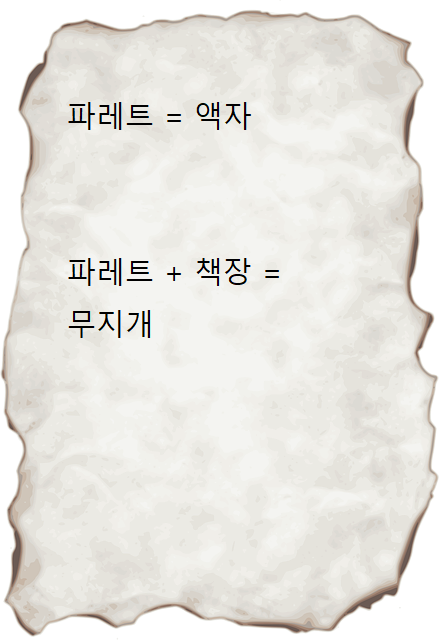 파레트 = 액자
파레트 + 책장 =
무지개